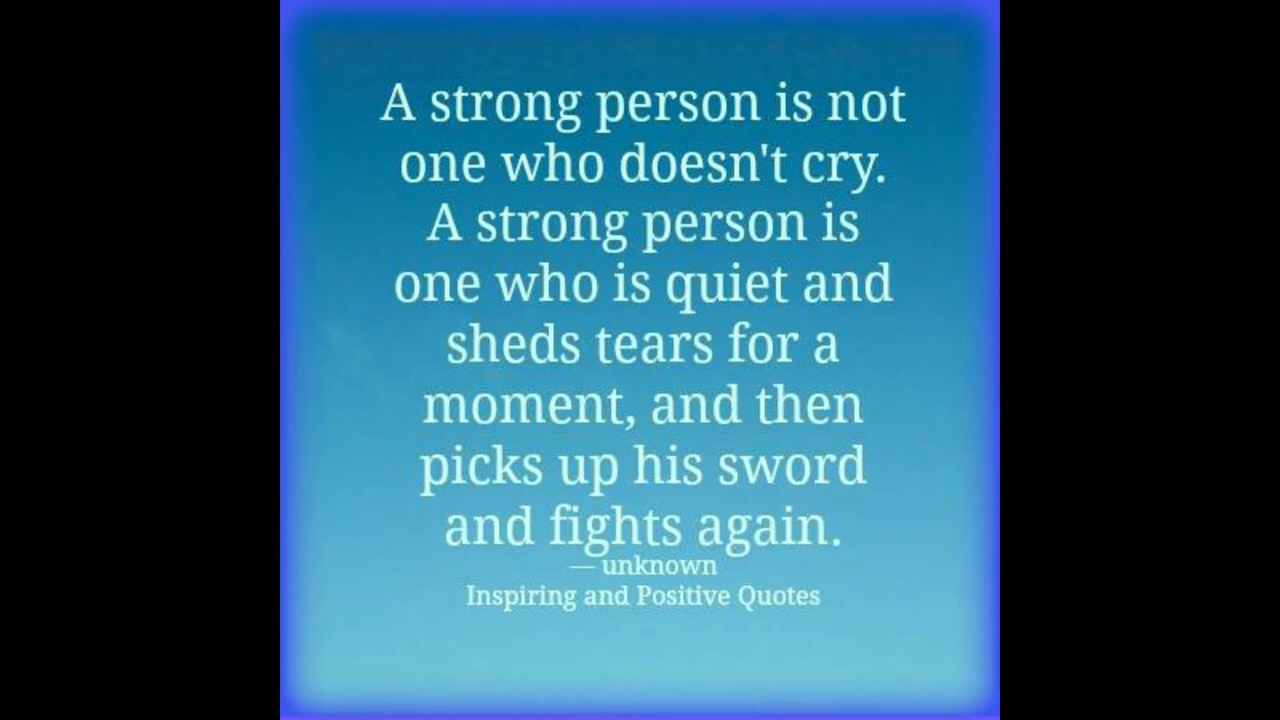 A strong person is not
one who doesn't cry.
A strong person is
one who is quiet and
sheds tears for a
moment, and then
picks up his sword
and fights again.
— unknown
Inspiring and Positive Quotes